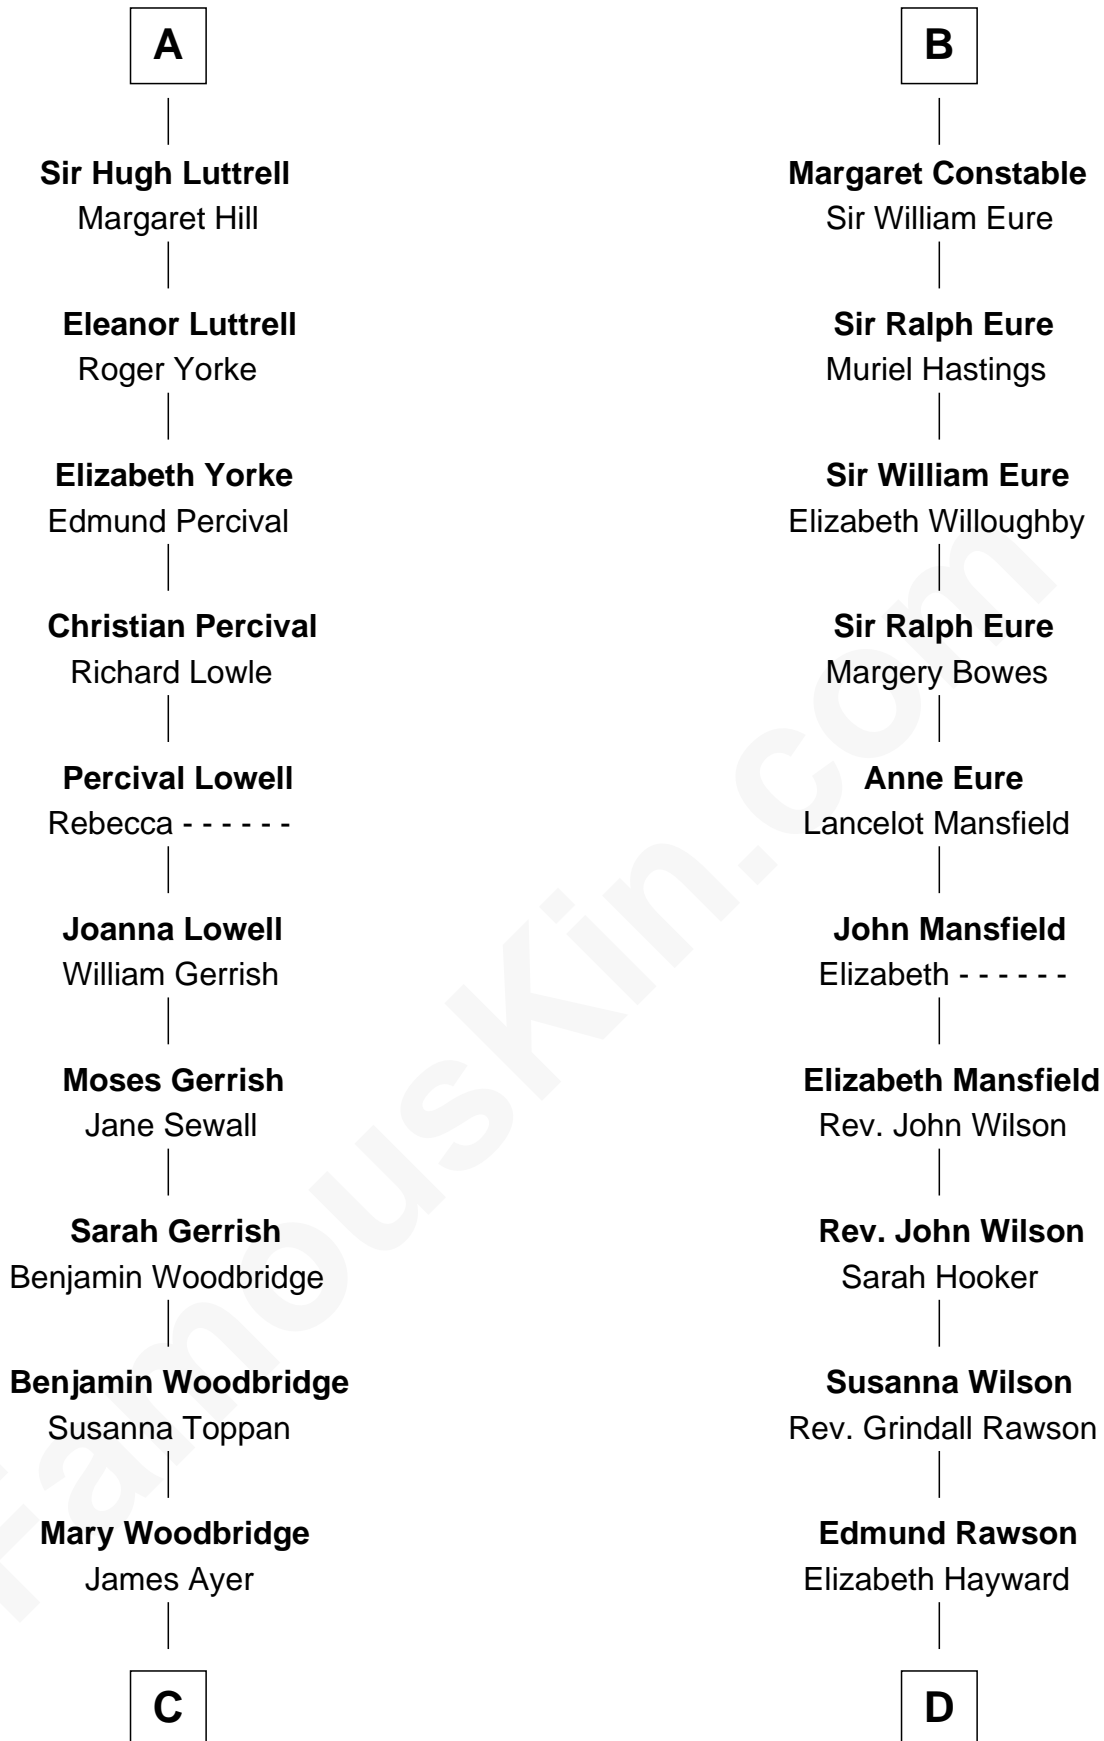 A
Sir Hugh Luttrell
Margaret Hill
Eleanor Luttrell
Roger Yorke
Elizabeth Yorke
Edmund Percival
Christian Percival
Richard Lowle
Percival Lowell
Rebecca - - - - - -
Joanna Lowell
William Gerrish
Moses Gerrish
Jane Sewall
Sarah Gerrish
Benjamin Woodbridge
Benjamin Woodbridge
Susanna Toppan
Mary Woodbridge
James Ayer
C
B
Margaret Constable
Sir William Eure
Sir Ralph Eure
Muriel Hastings
Sir William Eure
Elizabeth Willoughby
Sir Ralph Eure
Margery Bowes
Anne Eure
Lancelot Mansfield
John Mansfield
Elizabeth - - - - - -
Elizabeth Mansfield
Rev. John Wilson
Rev. John Wilson
Sarah Hooker
Susanna Wilson
Rev. Grindall Rawson
Edmund Rawson
Elizabeth Hayward
D
FamousKin.com